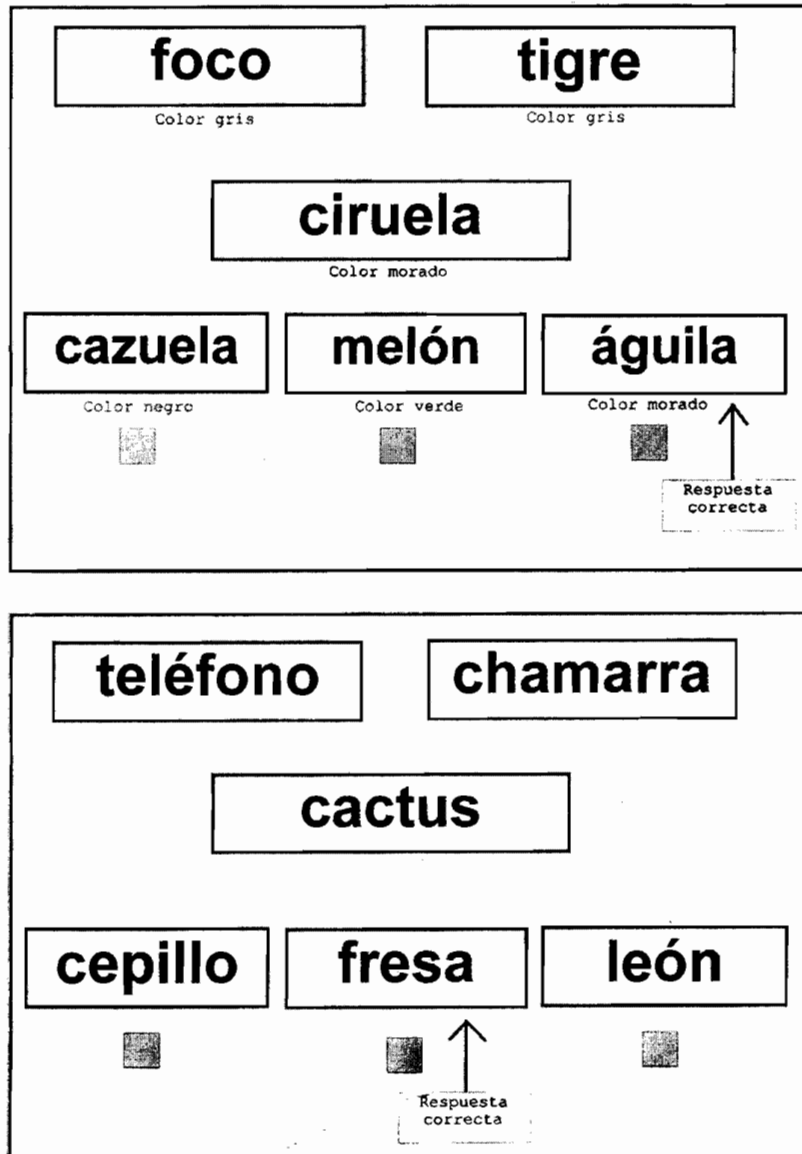 foco tigre
Color gris Color gris
ciruela
Color morado
cazuela melón águila
Color negro Color verde Color morado
Respuesta
correcta
teléfono chamarra
cactus
cepillo fresa león
Respuesta
correcta